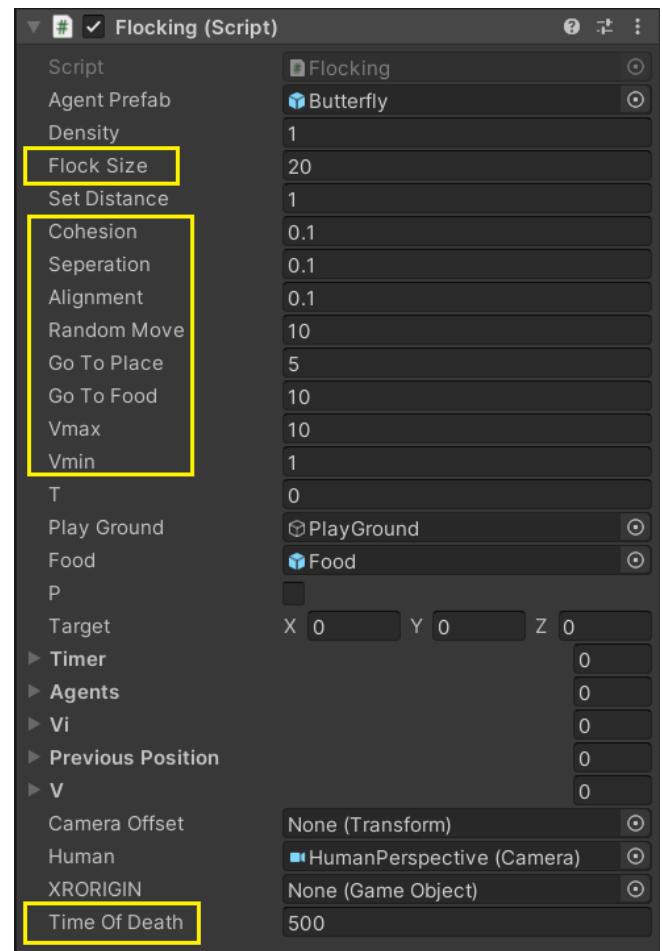 # Flocking (Script)
Script # Flocking
Agent Prefab Butterfly
Density 1
Flock Size 20
Set Distance 1
Cohesion 0.1
Seperation 0.1
Alignment 0.1
Random Move 10
Go To Place 5
Go To Food 10
Vmax 10
Vmin 1
T 0
Play Ground PlayGround
Food Food
P
Target X 0 Y 0 Z 0
Timer 0
Agents 0
Vi 0
Previous Position 0
V 0
Camera Offset None (Transform)
Human HumanPerspective (Camera)
XRORIGIN None (Game Object)
Time Of Death 500